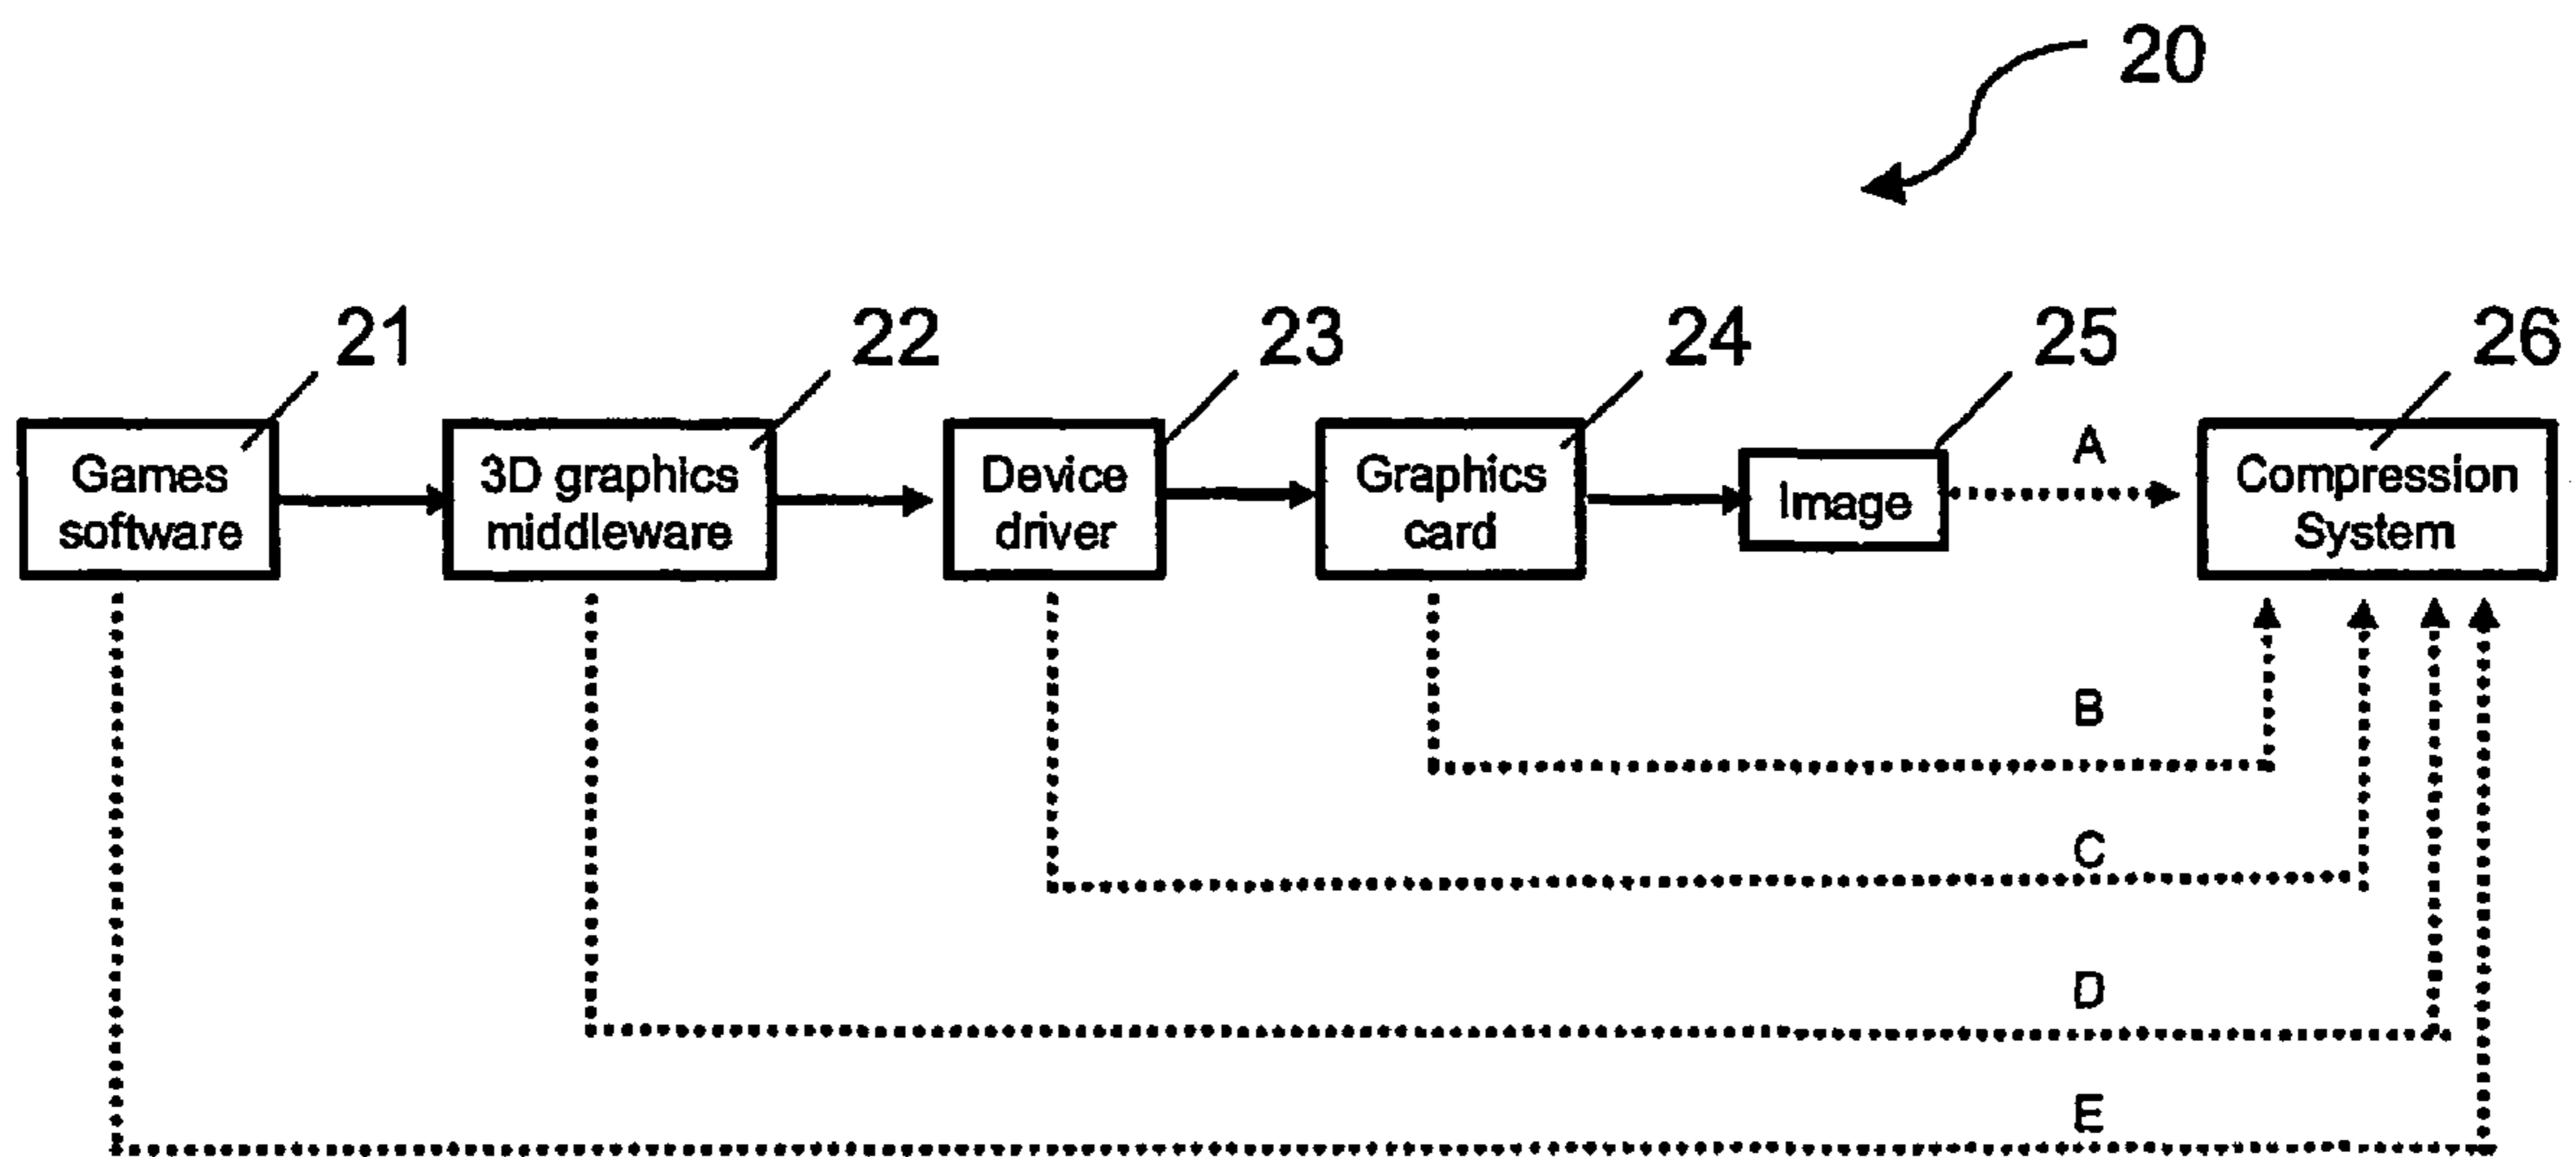 20
21
22
23
24
25
26
Games
software
3D graphics
middleware
Device
driver
Graphics
card
Image
A
Compression
System
B
C
D
E